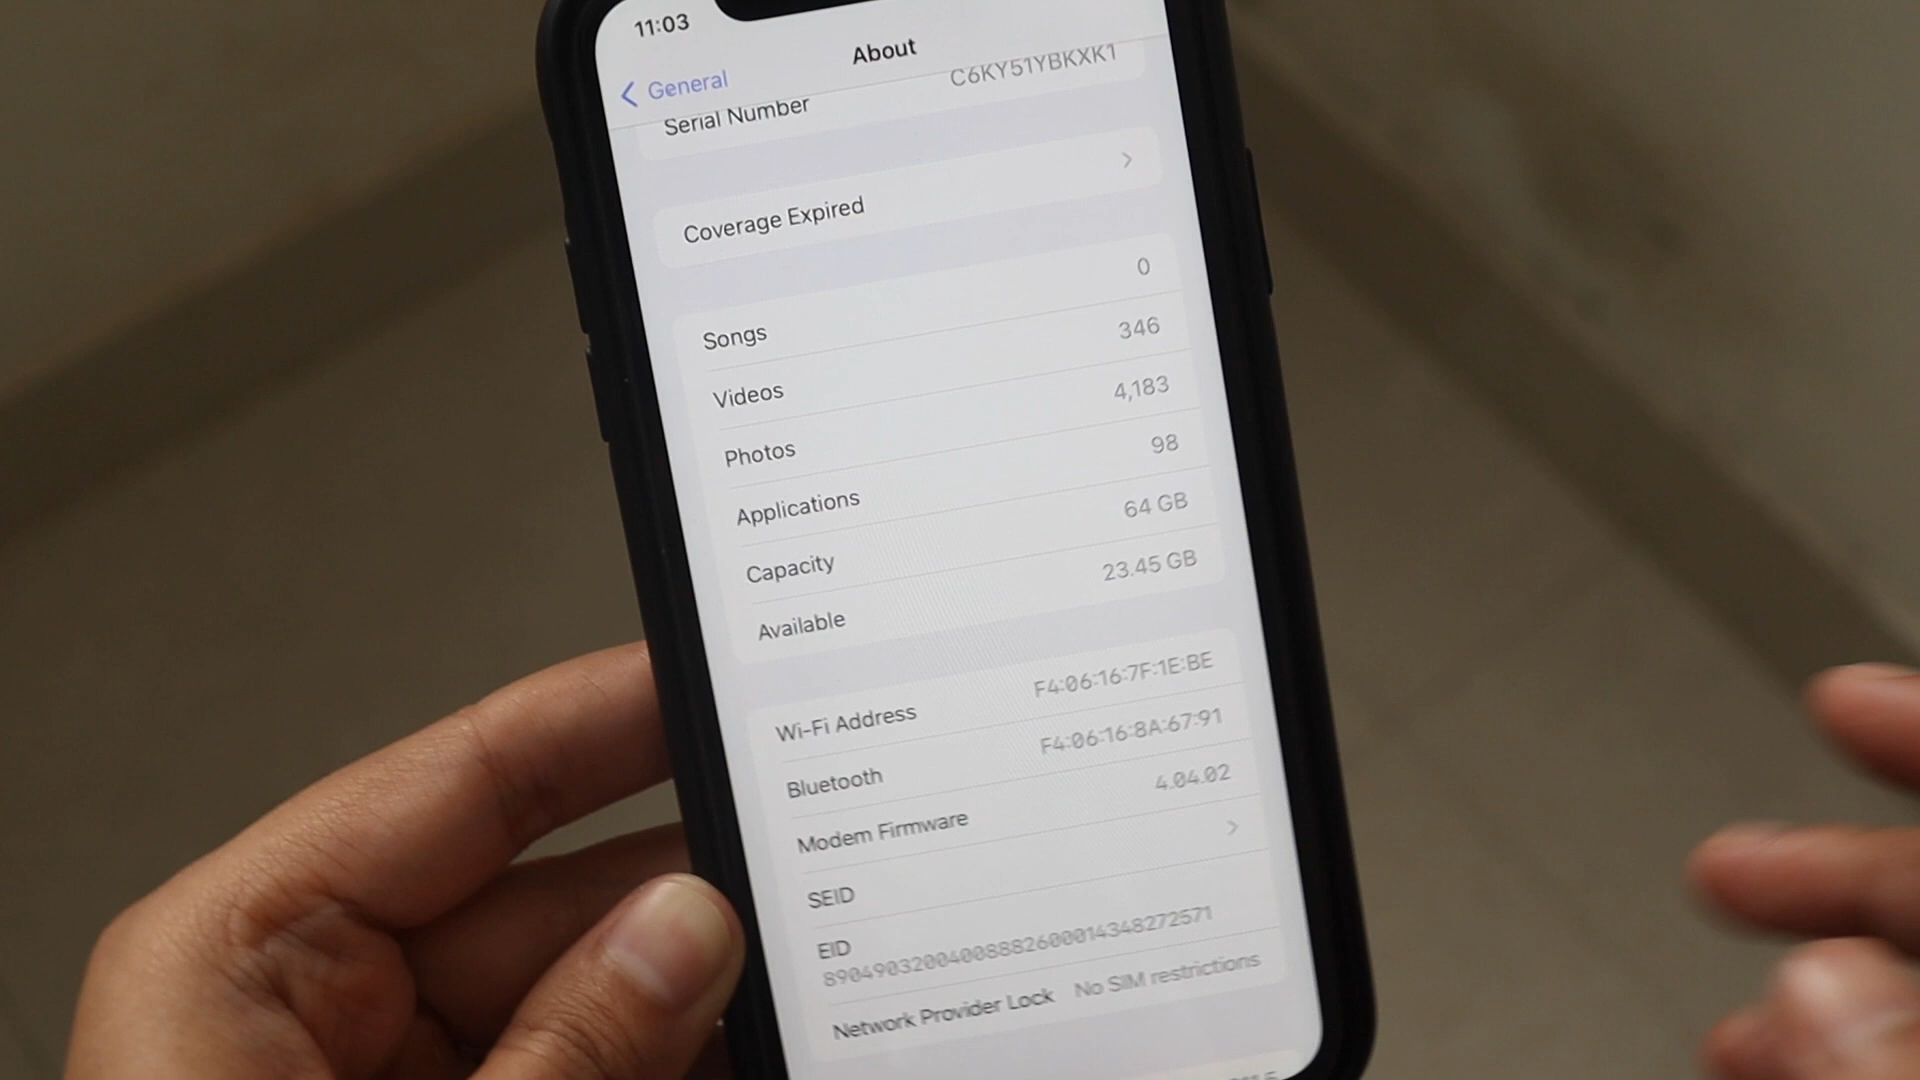 11:03
General
About
Serial Number C6KY51YBKXK1
Coverage Expired
Songs 0
Videos 346
Photos 4,183
Applications 98
Capacity 64 GB
Available 23.45 GB
Wi-Fi Address F4:06:16:7F:1E:BE
Bluetooth F4:06:16:8A:67:91
Modem Firmware 4.04.02
SEID
EID
89049032004008882600014348272571
Network Provider Lock No SIM restrictions